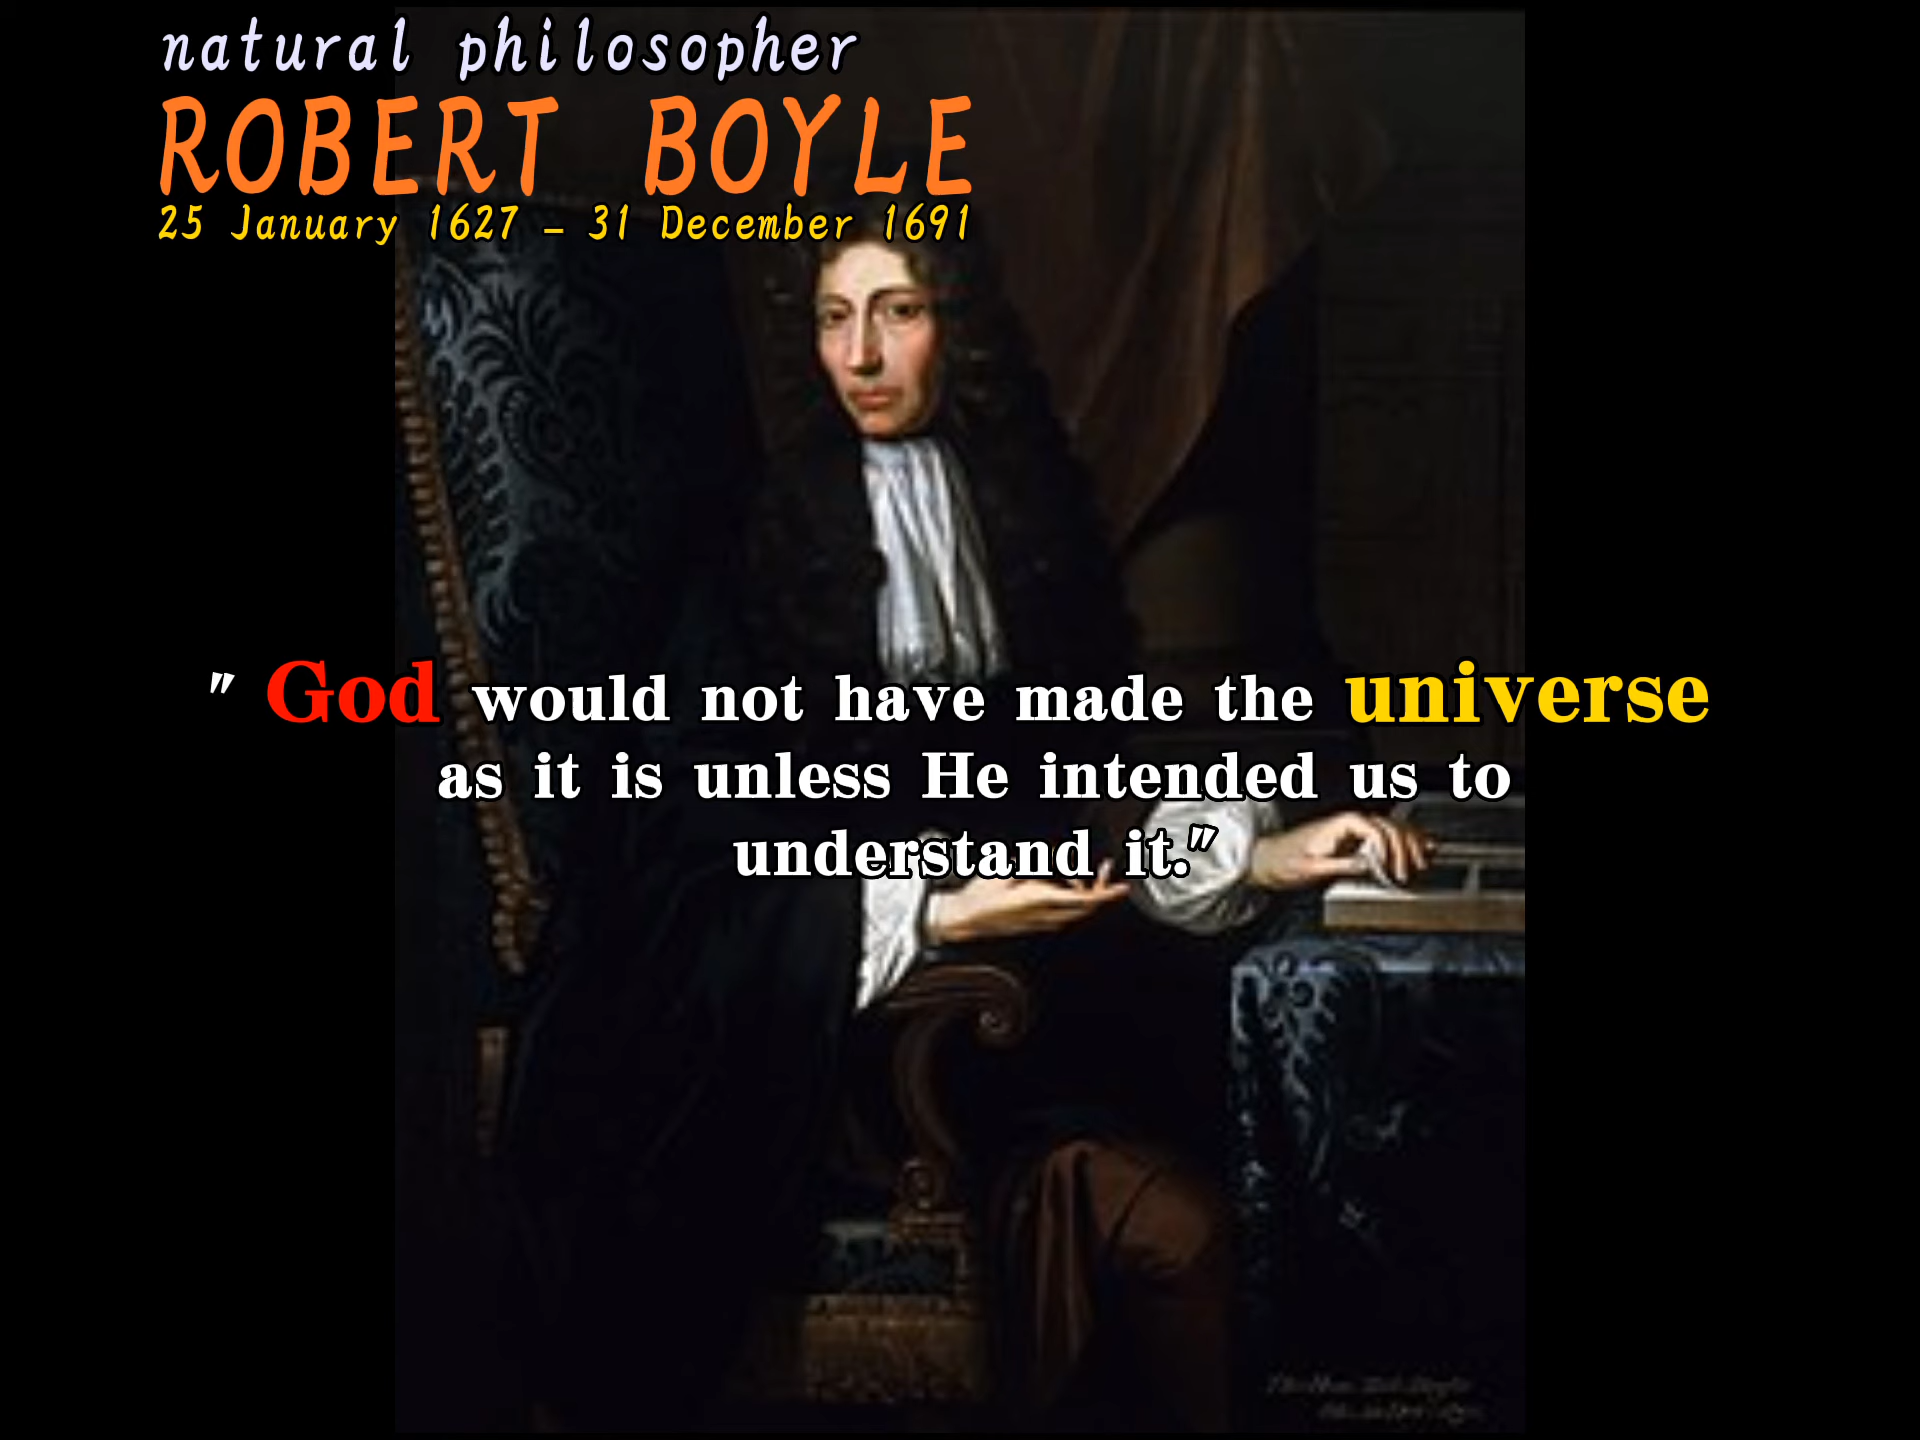 natural philosopher
ROBERT BOYLE
25 January 1627 – 31 December 1691
" God would not have made the universe
as it is unless He intended us to
understand it."